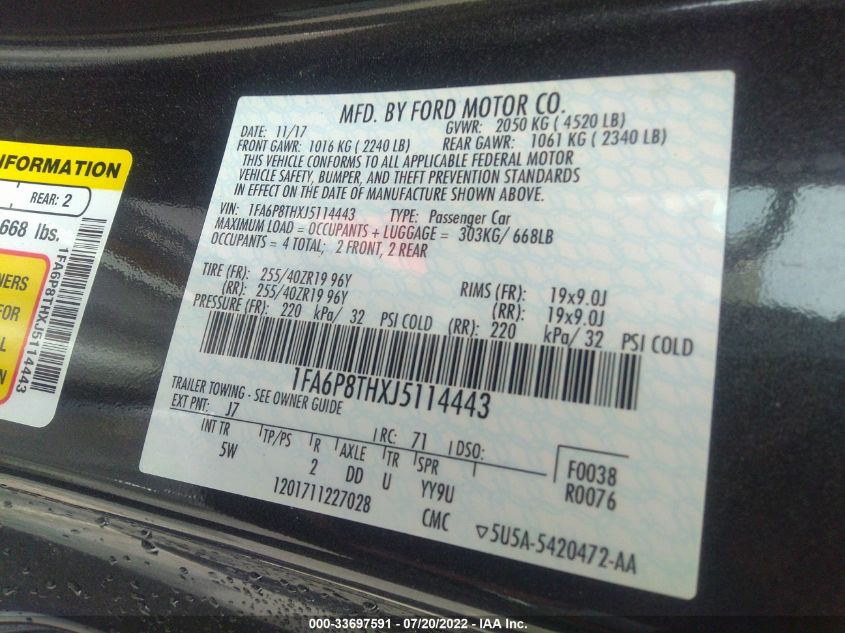 MFD. BY FORD MOTOR CO.
DATE: 11/17 GVWR: 2050 KG ( 4520 LB)
FRONT GAWR: 1016 KG ( 2240 LB) REAR GAWR: 1061 KG ( 2340 LB)
THIS VEHICLE CONFORMS TO ALL APPLICABLE FEDERAL MOTOR
VEHICLE SAFETY, BUMPER, AND THEFT PREVENTION STANDARDS
IN EFFECT ON THE DATE OF MANUFACTURE SHOWN ABOVE.
VIN: 1FA6P8THXJ5114443 TYPE: Passenger Car
MAXIMUM LOAD = OCCUPANTS + LUGGAGE = 303KG/ 668LB
OCCUPANTS = 4 TOTAL; 2 FRONT, 2 REAR
TIRE (FR): 255/40ZR19 96Y RIMS (FR): 19x9.0J
(RR): 255/40ZR19 96Y (RR): 19x9.0J
PRESSURE (FR): 220 kPa/ 32 PSI COLD (RR): 220 kPa/ 32 PSI COLD
1FA6P8THXJ5114443
TRAILER TOWING - SEE OWNER GUIDE
EXT PNT: J7 RC: 71 DSO:
INT TR TP/PS R AXLE TR SPR
5W 2 DD U YY9U
F0038
R0076
1201711227028 CMC ▽5U5A-5420472-AA
INFORMATION
REAR: 2
668 lbs.
1FA6P8THXJ5114443
NERS
FOR
000-33697591 - 07/20/2022 - IAA Inc.